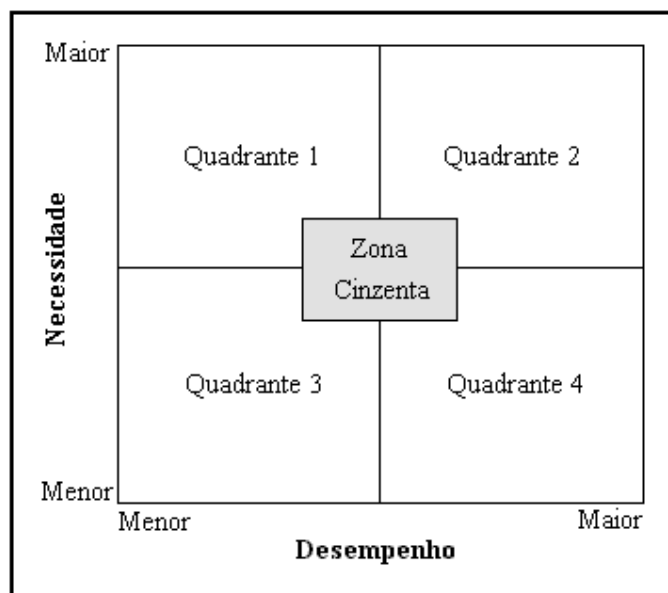 Maior
Quadrante 1
Quadrante 2
Necessidade
Zona
Cinzenta
Quadrante 3
Quadrante 4
Menor
Menor
Maior
Desempenho